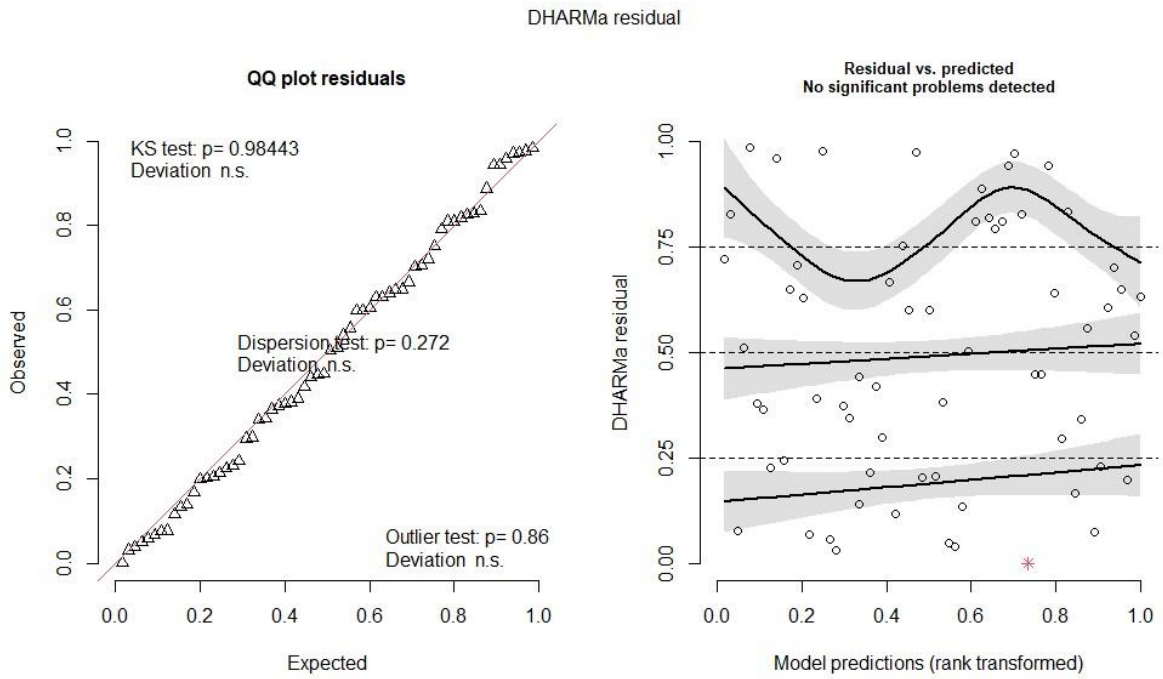 DHARMa residual
QQ plot residuals
KS test: p= 0.98443
Deviation n.s.
Dispersion test: p= 0.272
Deviation n.s.
Outlier test: p= 0.86
Deviation n.s.
Observed
0.0 0.2 0.4 0.6 0.8 1.0
0.0 0.2 0.4 0.6 0.8 1.0
Expected
Residual vs. predicted
No significant problems detected
DHARMa residual
0.00 0.25 0.50 0.75 1.00
0.0 0.2 0.4 0.6 0.8 1.0
Model predictions (rank transformed)